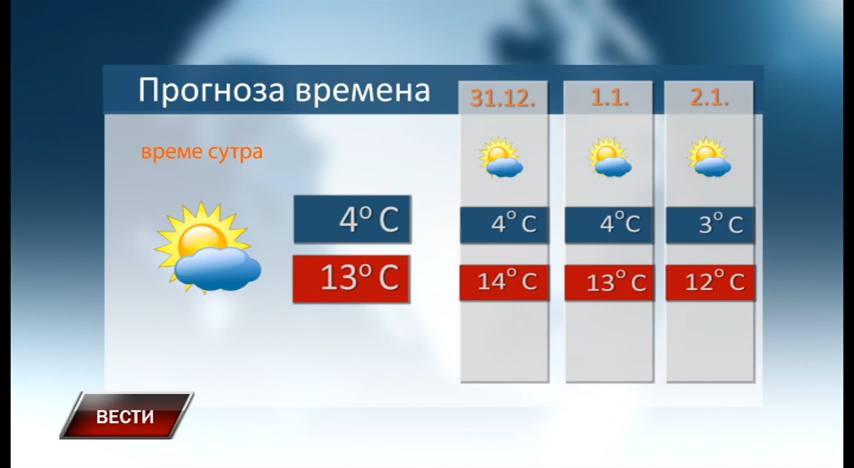 Прогноза времена
време сутра
4° C
13° C
31.12.
4° C
14° C
1.1.
4°C
13° C
2.1.
3° C
12° C
ВЕСТИ